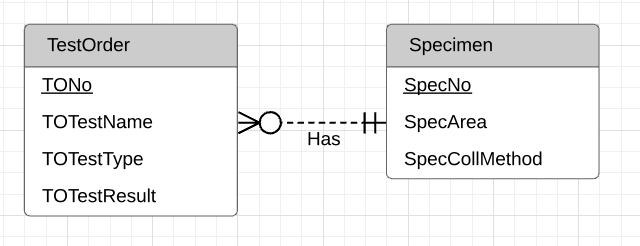 TestOrder
TONo
TOTestName
TOTestType
TOTestResult
Has
Specimen
SpecNo
SpecArea
SpecCollMethod